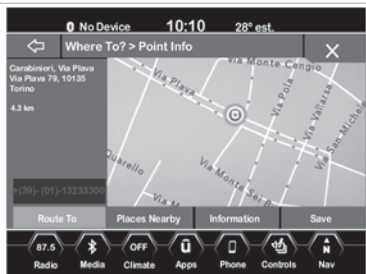 No Device 10:10 28° est.
Where To? > Point Info X
Carabinieri, Via Plava
Via Plava 79, 10135
Torino
4.3 km
+(39)- (01)-13233300
Via Monte Cengio
Via Plava
Via Pola
Via Vallarsa
Via San Michele
Quarello
Via Monte Sei B
Via M
Route To Places Nearby Information Save
87.5 OFF ū N
Radio Media Climate Apps Phone Controls Nav